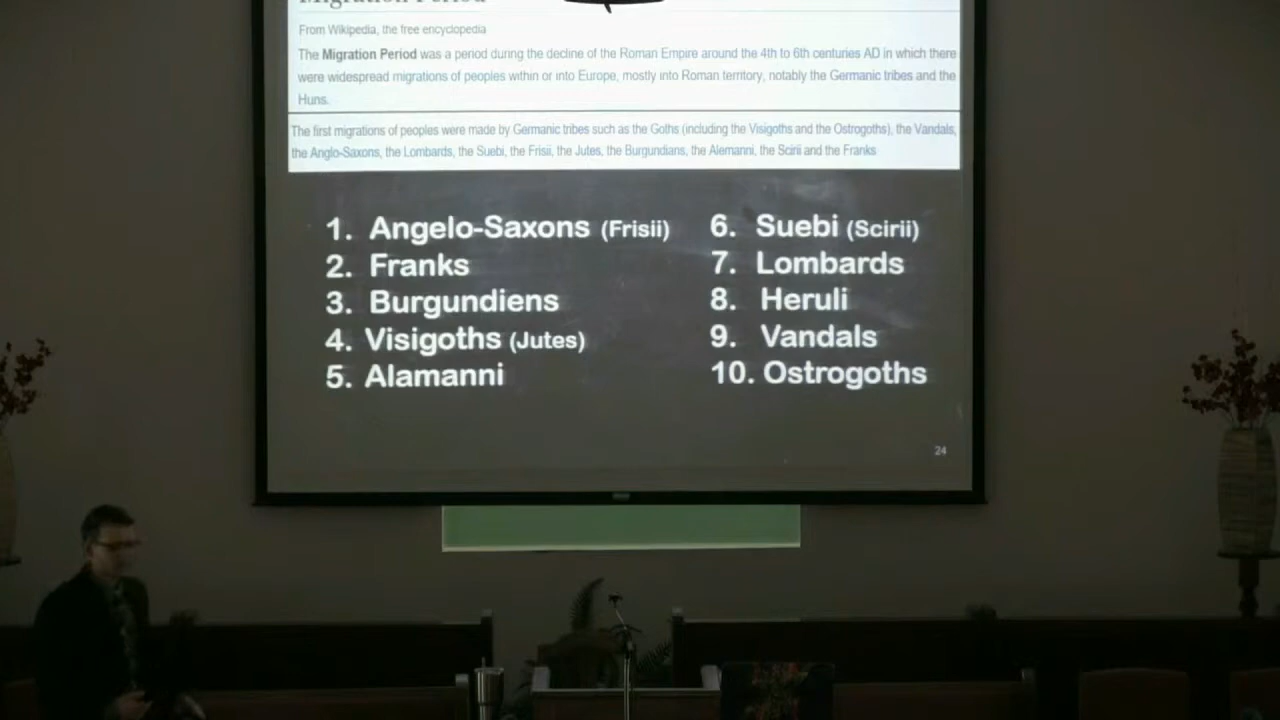 Migration Period
From Wikipedia, the free encyclopedia
The Migration Period was a period during the decline of the Roman Empire around the 4th to 6th centuries AD in which there
were widespread migrations of peoples within or into Europe, mostly into Roman territory, notably the Germanic tribes and the
Huns.
The first migrations of peoples were made by Germanic tribes such as the Goths (including the Visigoths and the Ostrogoths), the Vandals,
the Anglo-Saxons, the Lombards, the Suebi, the Frisii, the Jutes, the Burgundians, the Alemanni, the Scirii and the Franks
1. Angelo-Saxons (Frisii)
2. Franks
3. Burgundiens
4. Visigoths (Jutes)
5. Alamanni
6. Suebi (Scirii)
7. Lombards
8. Heruli
9. Vandals
10. Ostrogoths
24